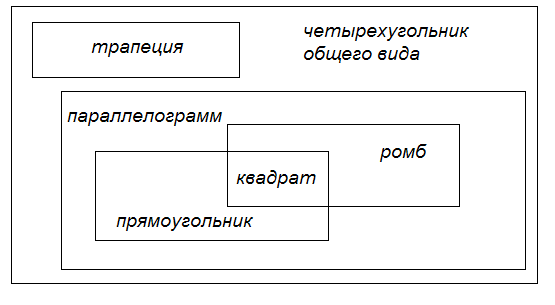 трапеция
четырехугольник
общего вида
параллелограмм
ромб
квадрат
прямоугольник